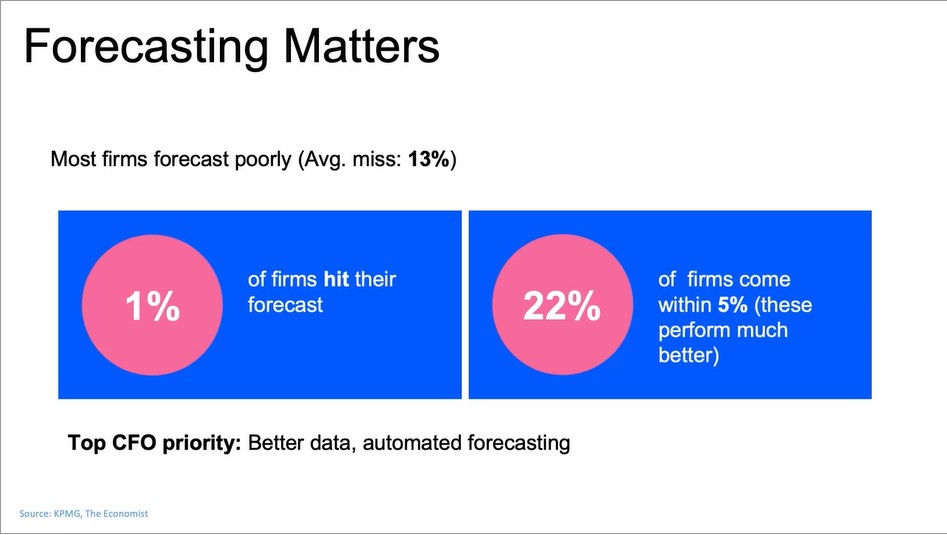 Forecasting Matters
Most firms forecast poorly (Avg. miss: 13%)
1%
of firms hit their
forecast
22%
of  firms come
within 5% (these
perform much
better)
Top CFO priority: Better data, automated forecasting
Source: KPMG, The Economist